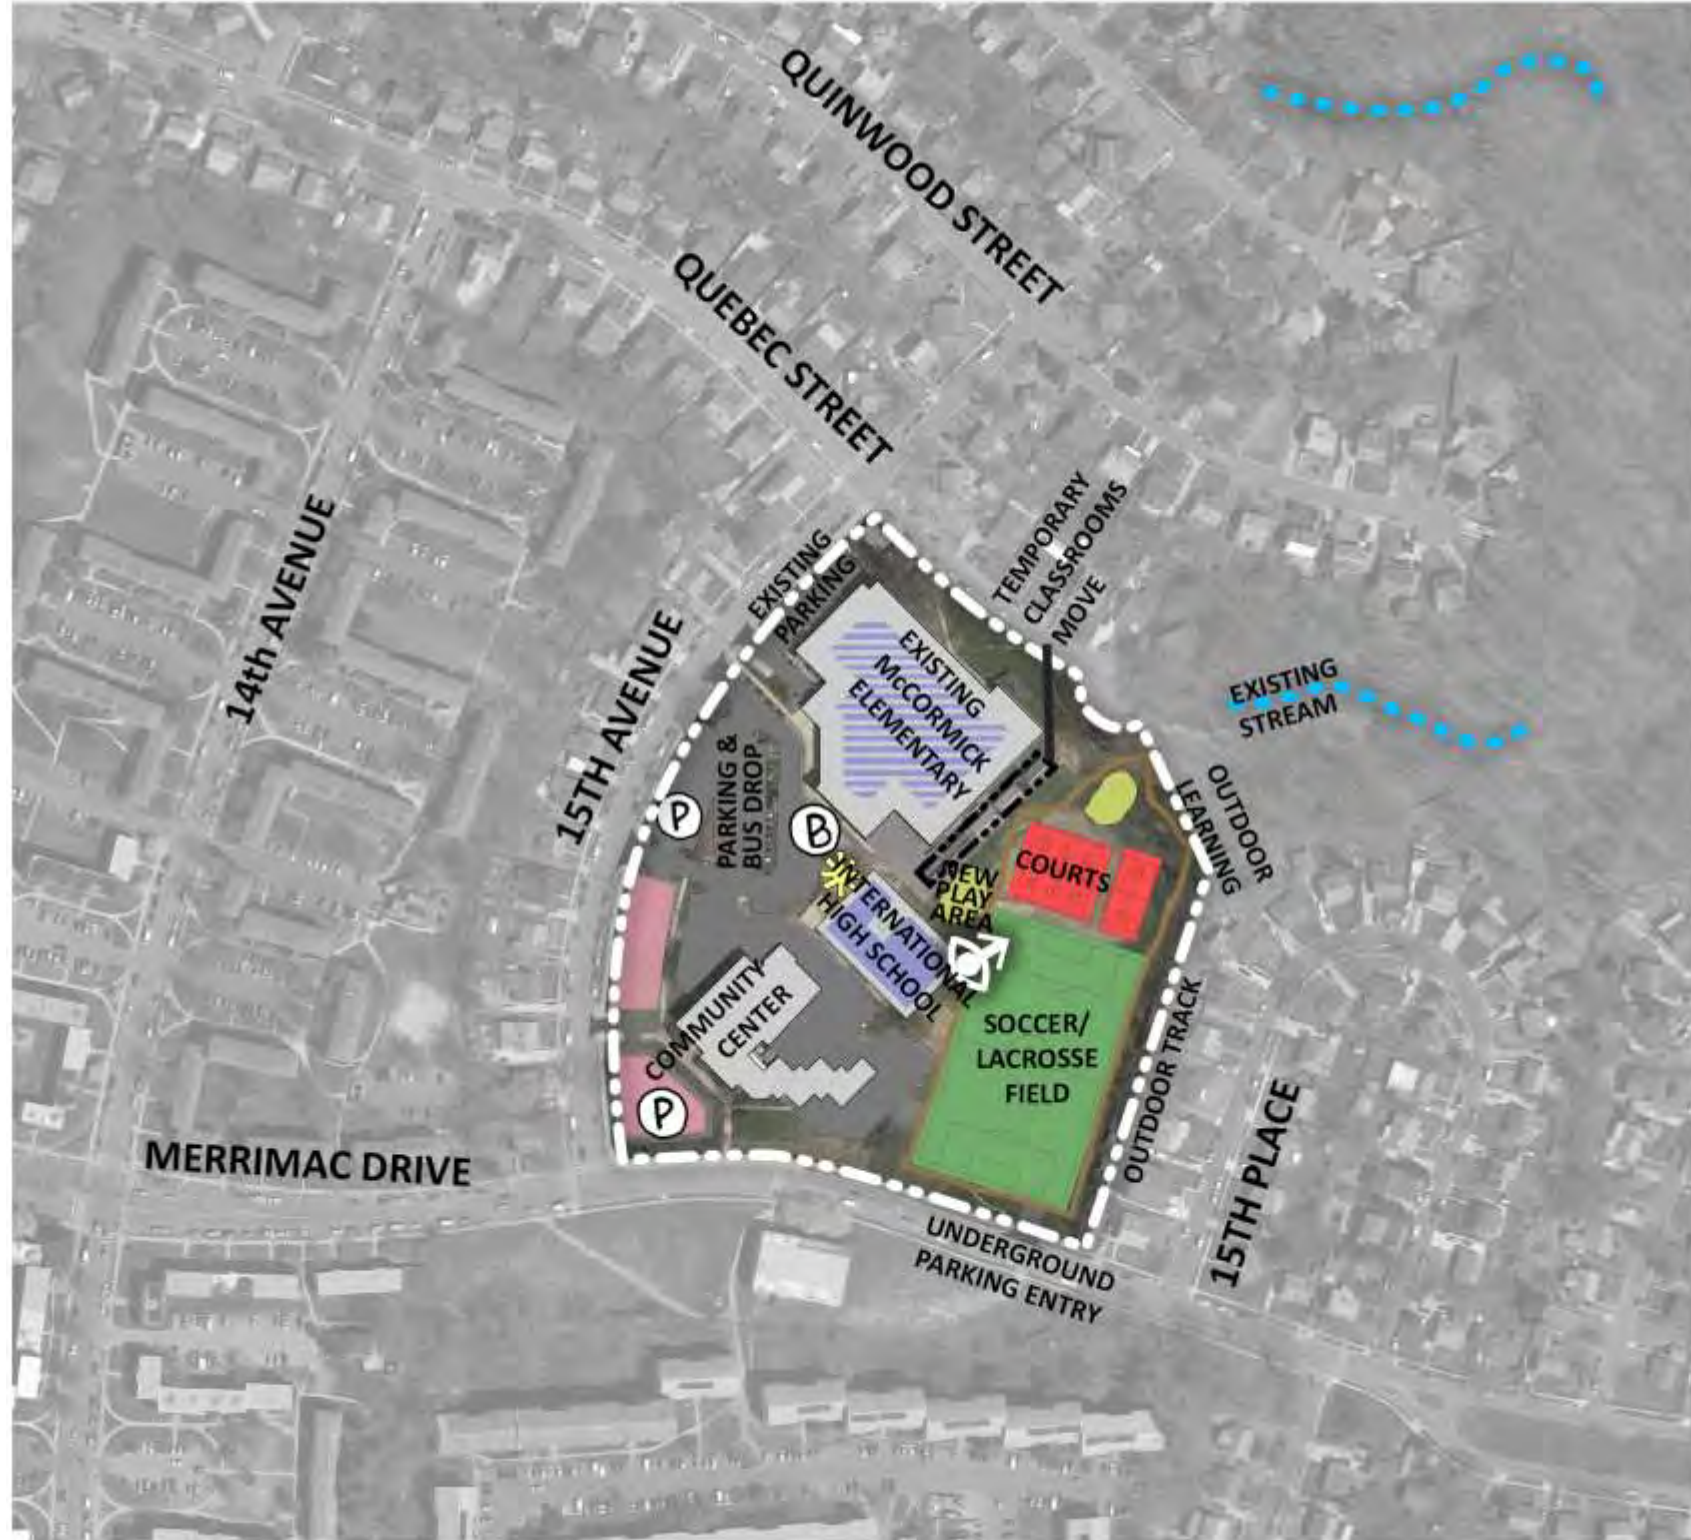 QUINWOOD STREET
QUEBEC STREET
14th AVENUE
15TH AVENUE
EXISTING
PARKING
TEMPORARY
CLASSROOMS
MOVE
EXISTING
McCORMICK
ELEMENTARY
EXISTING
STREAM
PARKING &
BUS DROP
P
B
OUTDOOR
LEARNING
COURTS
NEW
PLAY
AREA
INTERNATIONAL
HIGH SCHOOL
COMMUNITY
CENTER
SOCCER/
LACROSSE
FIELD
OUTDOOR TRACK
P
MERRIMAC DRIVE
15TH PLACE
UNDERGROUND
PARKING ENTRY